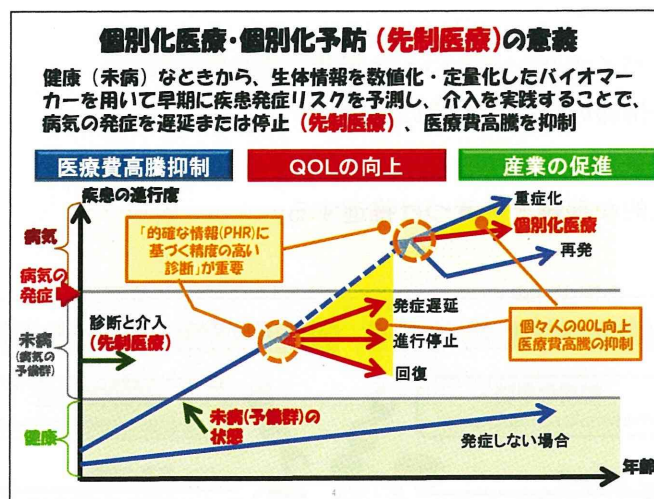 個別化医療・個別化予防 (先制医療)の意義
健康(未病)なときから、生体情報を数値化・定量化したバイオマー
カーを用いて早期に疾患発症リスクを予測し、介入を実践することで、
病気の発症を遅延または停止(先制医療)、医療費高騰を抑制
医療費高騰抑制
QOLの向上
産業の促進
疾患の進行度
病気
病気の
発症
未病
(病気の
予備群)
健康
「的確な情報(PHR)に
基づく精度の高い
診断」が重要
重症化
個別化医療
再発
診断と介入
(先制医療)
発症遅延
進行停止
回復
個々人のQOL向上
医療費高騰の抑制
未病(予備群)の
状態
発症しない場合
年齢
4